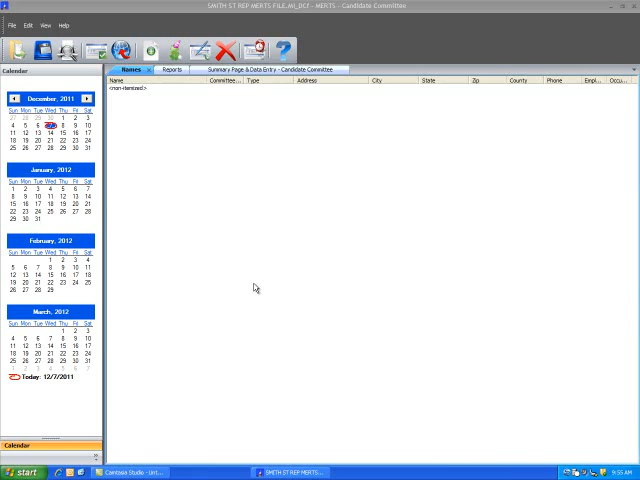 SMITH ST REP MERTS FILE.MI_DCF - MERTS - Candidate Committee
File Edit View Help
Calendar
Names Reports Summary Page & Data Entry - Candidate Committee
Name Committee... Type Address City State Zip County Phone Empl... Occu...
<non-itemized>
December, 2011
Sun Mon Tue Wed Thu Fri Sat
27 28 29 30 1 2 3
4 5 6 7 8 9 10
11 12 13 14 15 16 17
18 19 20 21 22 23 24
25 26 27 28 29 30 31
January, 2012
Sun Mon Tue Wed Thu Fri Sat
1 2 3 4 5 6 7
8 9 10 11 12 13 14
15 16 17 18 19 20 21
22 23 24 25 26 27 28
29 30 31
February, 2012
Sun Mon Tue Wed Thu Fri Sat
1 2 3 4
5 6 7 8 9 10 11
12 13 14 15 16 17 18
19 20 21 22 23 24 25
26 27 28 29
March, 2012
Sun Mon Tue Wed Thu Fri Sat
1 2 3
4 5 6 7 8 9 10
11 12 13 14 15 16 17
18 19 20 21 22 23 24
25 26 27 28 29 30 31
1 2 3 4 5 6 7
Today: 12/7/2011
Calendar
start
Camtasia Studio - Unt...
SMITH ST REP MERTS...
9:55 AM